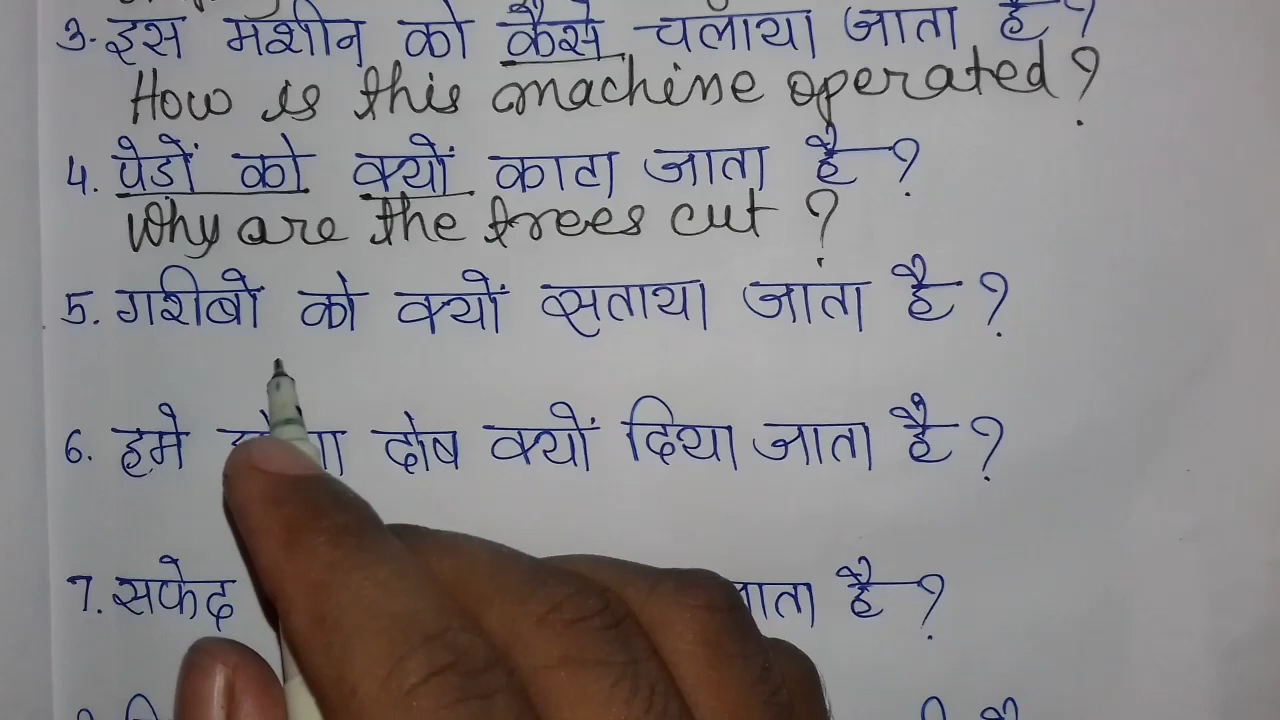 3. इस मशीन को कैसे चलाया जाता है?
How is this machine operated?
4. पेडों को क्यों काटा जाता है?
Why are the trees cut?
5. गरीबो को क्यों सताया जाता है?
6. हमे दोष क्यों दिया जाता है?
7. सफेद है?